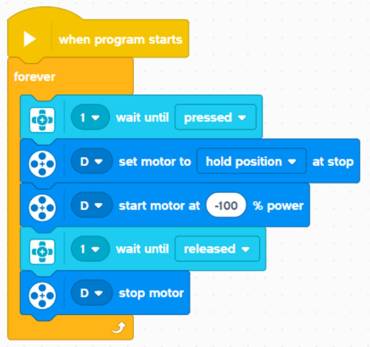 when program starts
forever
1 wait until pressed
D set motor to hold position at stop
D start motor at -100 % power
1 wait until released
D stop motor